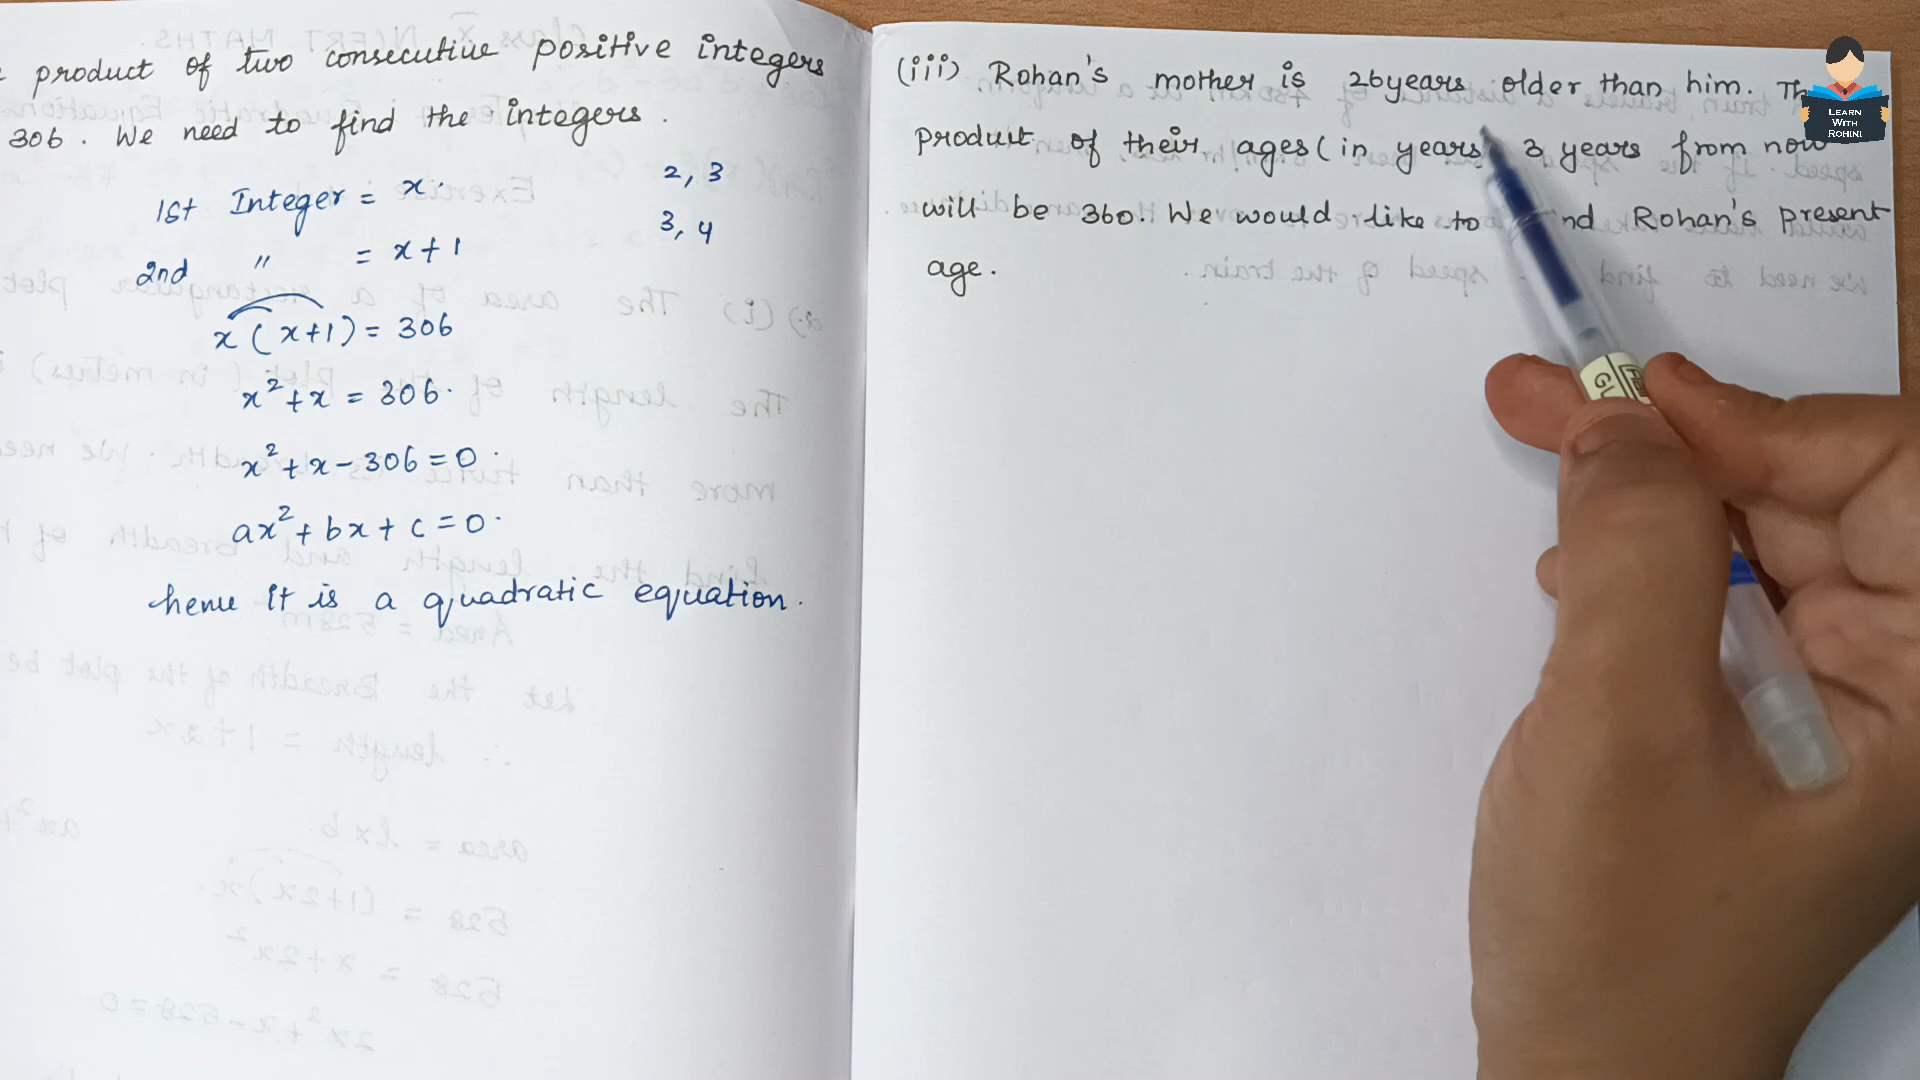 product of two consecutive positive integers
306. We need to find the integers.
1st Integer = x.
2nd " = x+1
2, 3
3, 4
x(x+1) = 306
x²+x = 306.
x²+x-306=0.
ax²+bx+c=0.
hence it is a quadratic equation.
(iii) Rohan's mother is 26years older than him. Th
product of their ages (in years) 3 years from now
will be 360. We would like to find Rohan's present
age.
LEARN
WITH
ROHINI